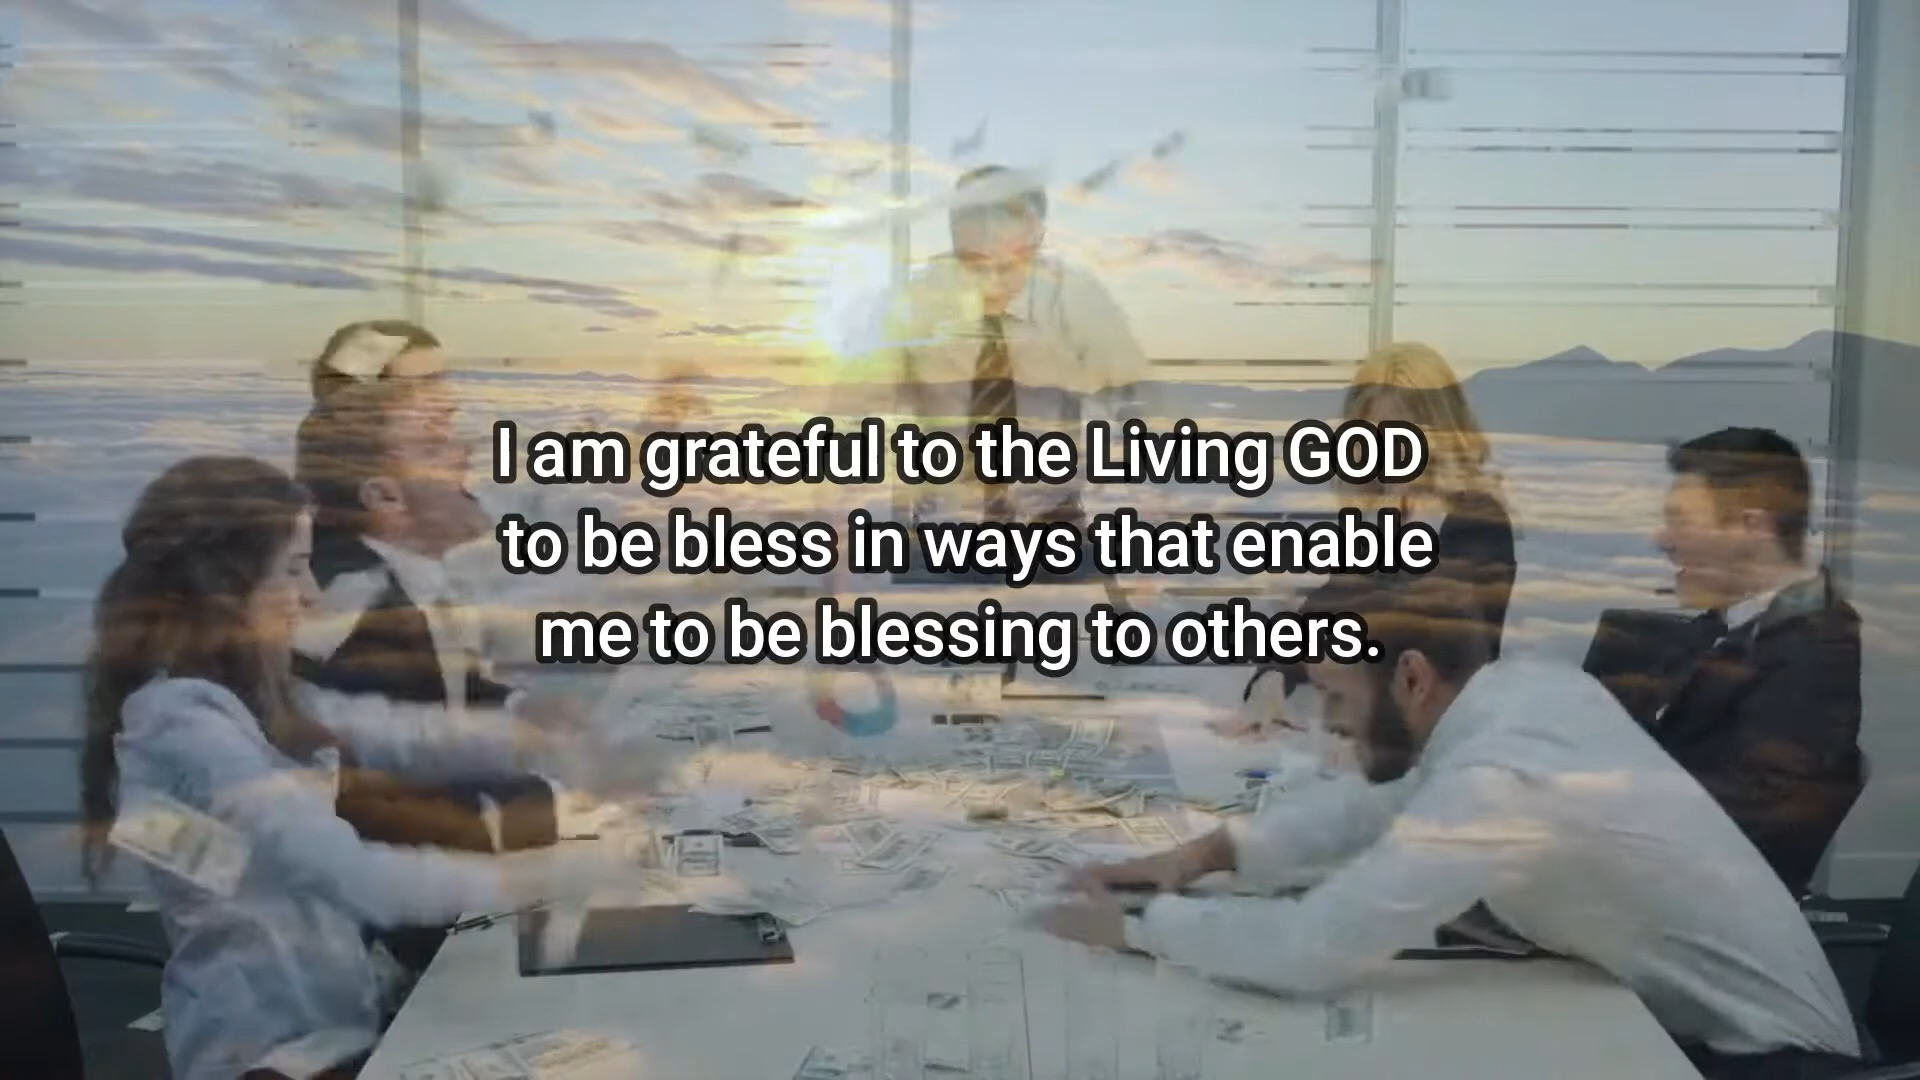 I am grateful to the Living GOD
to be bless in ways that enable
me to be blessing to others.